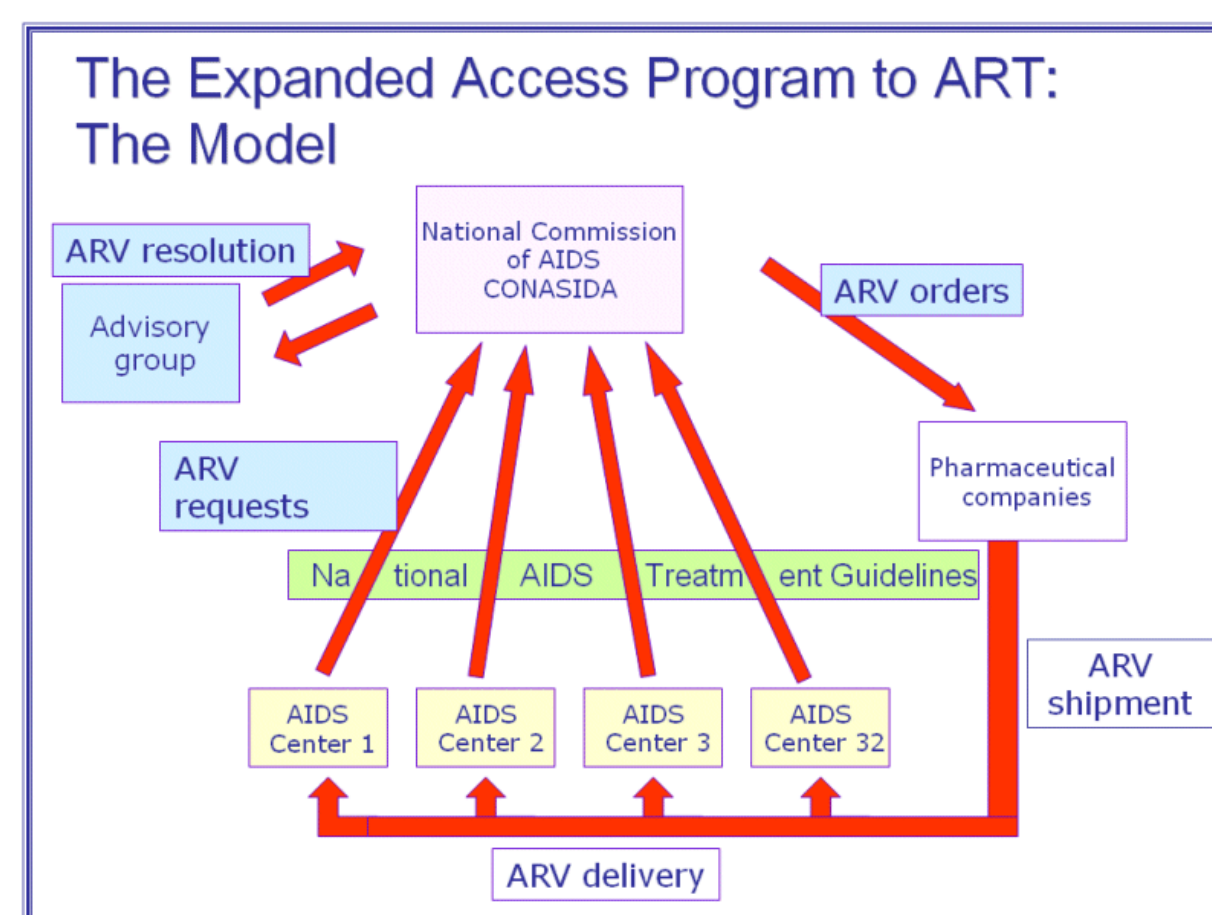 The Expanded Access Program to ART:
The Model
National Commission
of AIDS
CONASIDA
ARV resolution
Advisory
group
ARV orders
ARV
requests
Pharmaceutical
companies
Na tional AIDS Treatm ent Guidelines
ARV
shipment
AIDS
Center 1
AIDS
Center 2
AIDS
Center 3
AIDS
Center 32
ARV delivery